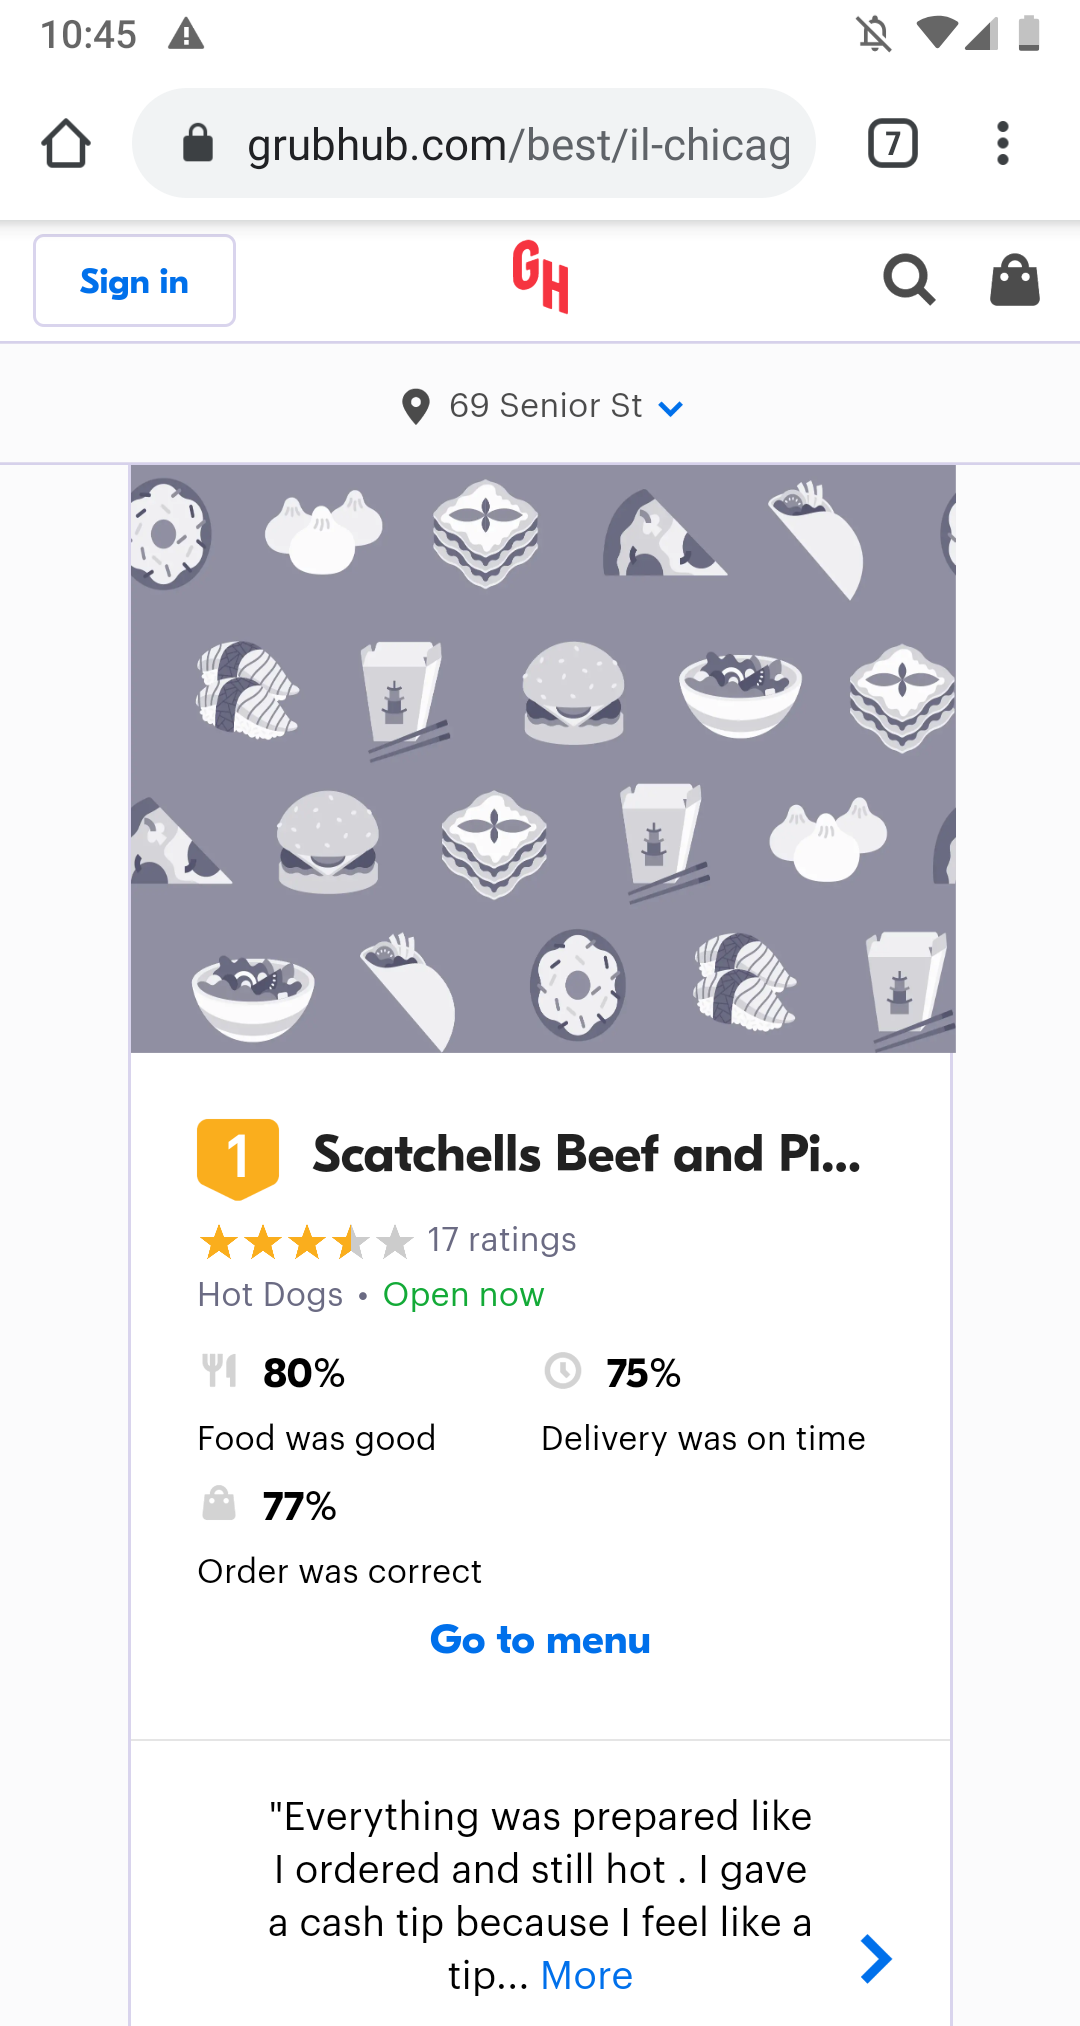 10:45
grubhub.com/best/il-chicag
7
Sign in
GH
69 Senior St
1 Scatchells Beef and Pi...
17 ratings
Hot Dogs • Open now
80% 75%
Food was good Delivery was on time
77%
Order was correct
Go to menu
"Everything was prepared like
I ordered and still hot . I gave
a cash tip because I feel like a
tip... More